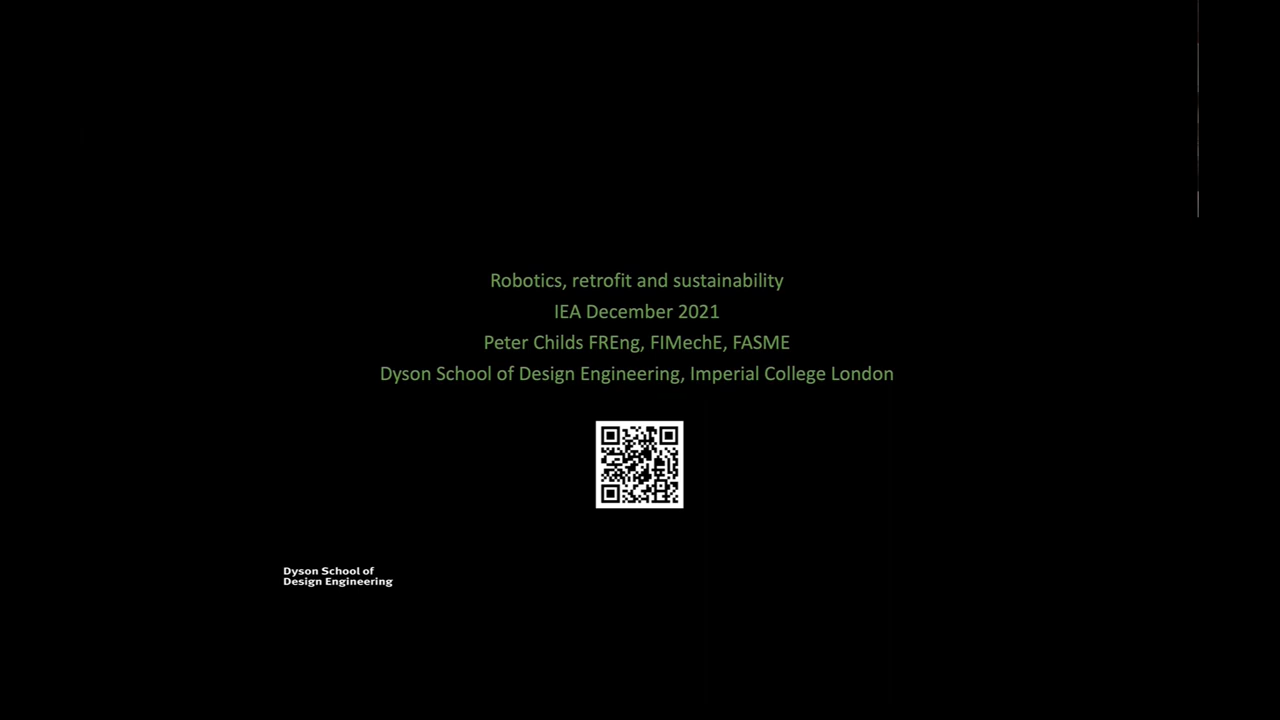 Robotics, retrofit and sustainability
IEA December 2021
Peter Childs FREng, FIMechE, FASME
Dyson School of Design Engineering, Imperial College London
Dyson School of
Design Engineering